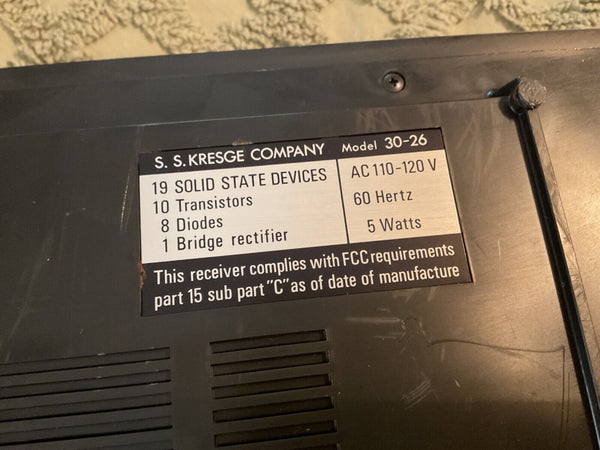 S. S. KRESGE COMPANY Model 30-26
19 SOLID STATE DEVICES AC 110-120 V
10 Transistors 60 Hertz
8 Diodes 5 Watts
1 Bridge rectifier
This receiver complies with FCC requirements
part 15 sub part "C" as of date of manufacture